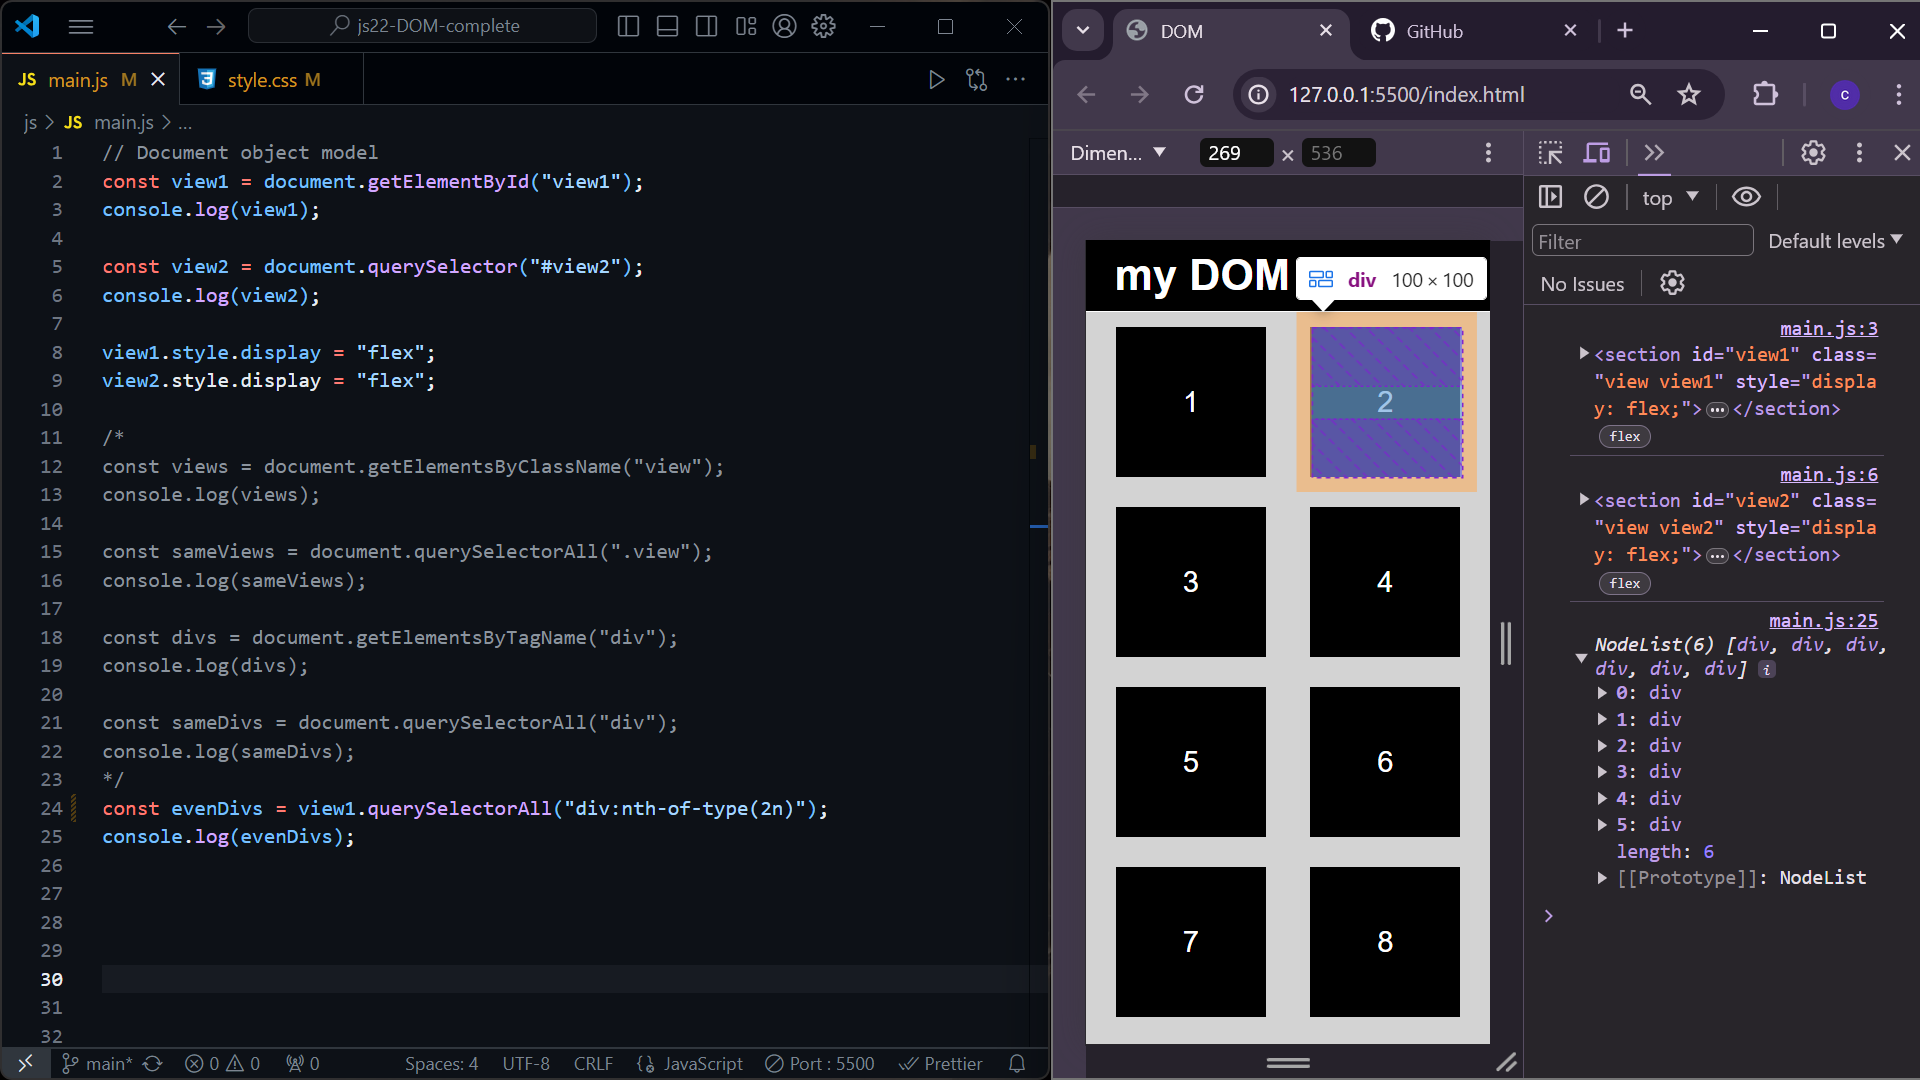 js22-DOM-complete
JS main.js M
style.css M
js > JS main.js > ...
1 // Document object model
2 const view1 = document.getElementById("view1");
3 console.log(view1);
4
5 const view2 = document.querySelector("#view2");
6 console.log(view2);
7
8 view1.style.display = "flex";
9 view2.style.display = "flex";
10
11 /*
12 const views = document.getElementsByClassName("view");
13 console.log(views);
14
15 const sameViews = document.querySelectorAll(".view");
16 console.log(sameViews);
17
18 const divs = document.getElementsByTagName("div");
19 console.log(divs);
20
21 const sameDivs = document.querySelectorAll("div");
22 console.log(sameDivs);
23 */
24 const evenDivs = view1.querySelectorAll("div:nth-of-type(2n)");
25 console.log(evenDivs);
26
27
28
29
30
31
32
main* 0 0 0 Spaces: 4 UTF-8 CRLF JavaScript Port : 5500 Prettier
DOM
GitHub
127.0.0.1:5500/index.html
c
Dimen... 269 × 536
my DOM
div 100 × 100
1
2
3
4
5
6
7
8
top
Filter
Default levels
No Issues
main.js:3
<section id="view1" class=
"view view1" style="displa
y: flex;"> … </section>
flex
main.js:6
<section id="view2" class=
"view view2" style="displa
y: flex;"> … </section>
flex
main.js:25
NodeList(6) [div, div, div,
div, div, div] i
0: div
1: div
2: div
3: div
4: div
5: div
length: 6
[[Prototype]]: NodeList